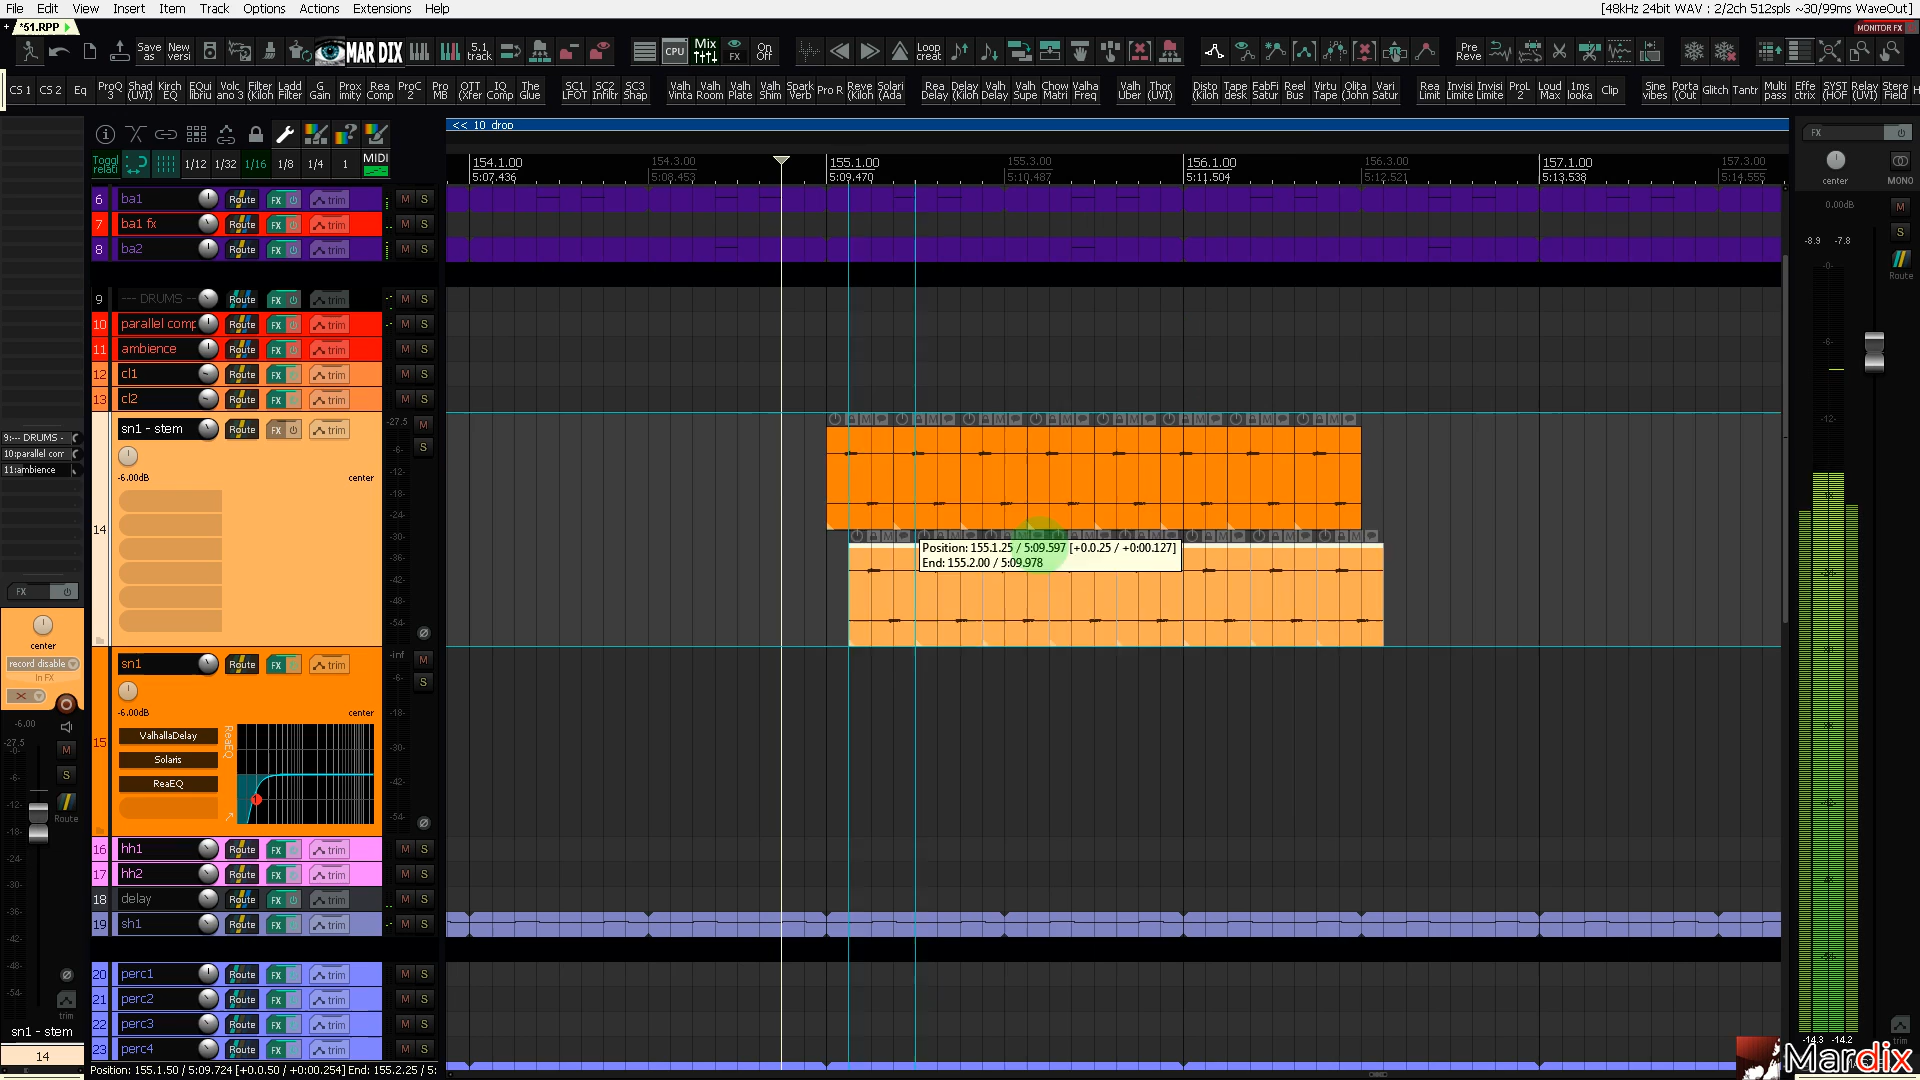 File Edit View Insert Item Track Options Actions Extensions Help
[48kHz 24bit WAV : 2/2ch 512spls ~30/99ms WaveOut]
*51.RPP
MONITOR FX
Save as
New versi
MAR DIX
5.1 track
CPU
Mix
FX
On Off
Loop creat
Pre Reve
CS 1 CS 2 Eq
ProQ 3
Shad (UVI)
Kirch EQ
EQui libriu
Volc ano 3
Filter (Kiloh
Ladd Filter
G Gain
Prox imity
Rea Comp
ProC 2
Pro MB
OTT (Xfer
IQ Comp
The Glue
SC1 LFOT
SC2 Infiltr
SC3 Shap
Valh Vinta
Valh Room
Valh Plate
Valh Shim
Spark Verb
Pro R
Reve (Kiloh
Solari (Ada
Rea Delay
Delay (Kiloh
Valh Delay
Valh Supe
Chow Matri
Valha Freq
Valh Uber
Thor (UVI)
Disto (Kiloh
Tape desk
FabFi Satur
Reel Bus
Virtu Tape
Olita (John
Vari Satur
Rea Limit
Invisi Limite
Invisi Limite
ProL 2
Loud Max
1ms looka
Clip
Sine vibes
Porta (Out
Glitch
Tantr
Multi pass
Effe ctrix
SYST (HOF
Relay (UVI)
Stere Field
<< 10 drop
Toggl relati
1/12 1/32 1/16 1/8 1/4 1 MIDI
154.1.00 154.3.00 155.1.00 155.3.00 156.1.00 156.3.00 157.1.00 157.3.00
5:07.436 5:08.453 5:09.470 5:10.487 5:11.504 5:12.521 5:13.538 5:14.555
6 ba1 Route FX trim M S
7 ba1 fx Route FX trim M S
8 ba2 Route FX trim M S
9 --- DRUMS -- Route FX trim M S
10 parallel comp Route FX trim M S
11 ambience Route FX trim M S
12 cl1 Route FX trim M S
13 cl2 Route FX trim M S
sn1 - stem Route FX trim -27.5 M
S
-6.00dB center
14
-6-
-12-
-18-
-24-
-30-
-36-
-42-
-48-
-54-
Position: 155.1.25 / 5:09.597 [+0.0.25 / +0:00.127]
End: 155.2.00 / 5:09.978
sn1 Route FX trim -inf M
S
-6.00dB center
15
ValhallaDelay
Solaris
ReaEQ
ReaEQ
-6-
-18-
-30-
-42-
-54-
16 hh1 Route FX trim M S
17 hh2 Route FX trim M S
18 delay Route FX trim M S
19 sh1 Route FX trim M S
20 perc1 Route FX trim M S
21 perc2 Route FX trim M S
22 perc3 Route FX trim M S
23 perc4 Route FX trim M S
9:--- DRUMS -
10:parallel com
11:ambience
FX
center
record disable
In FX
-6.00
-27.5
-0-
M
-6-
S
-12-
Route
-18-
-24-
-30-
-36-
-42-
-48-
-54-
trim
sn1 - stem
14
Position: 155.1.50 / 5:09.724 [+0.0.50 / +0:00.254] End: 155.2.25 / 5:
FX
center
MONO
0.00dB
M
S
-8.9 -7.8
Route
-0-
-6-
-12-
-14.3 -14.2
trim
Mardix